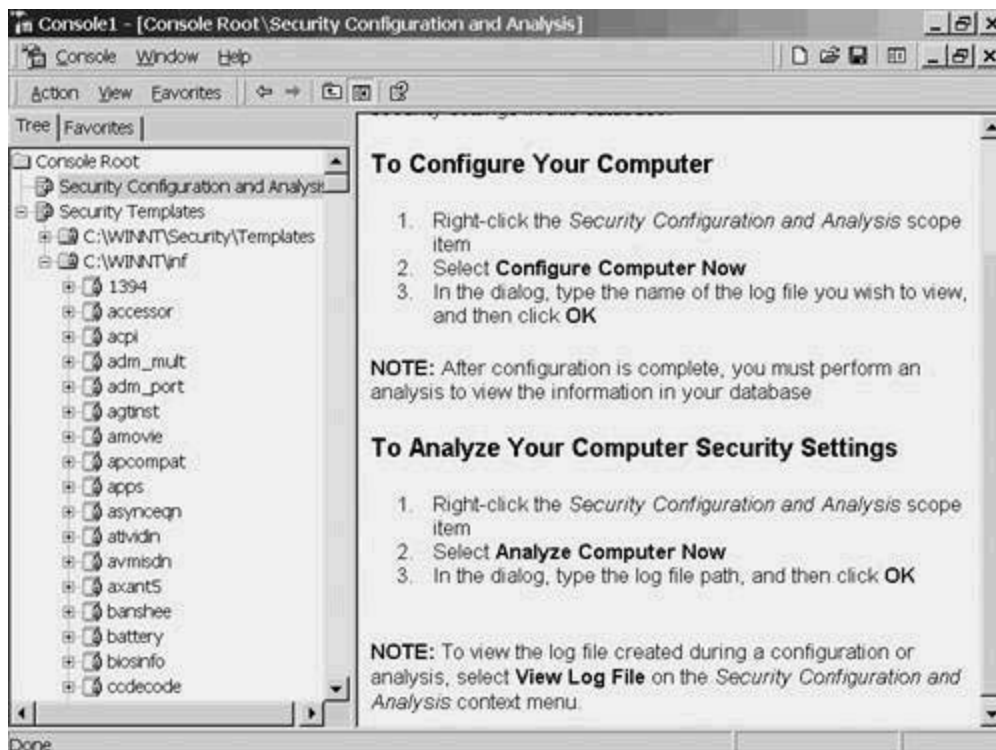 Console1 - [Console Root\Security Configuration and Analysis]
Console Window Help
Action View Favorites
Tree Favorites
Console Root
Security Configuration and Analysis
Security Templates
C:\WINNT\Security\Templates
C:\WINNT\inf
1394
accessor
acpi
adm_mult
adm_port
agtinst
amovie
apcompat
apps
asynceqn
atividin
avmisdn
axant5
banshee
battery
biosinfo
ccdecode
To Configure Your Computer
1. Right-click the Security Configuration and Analysis scope
item
2. Select Configure Computer Now
3. In the dialog, type the name of the log file you wish to view,
and then click OK
NOTE: After configuration is complete, you must perform an
analysis to view the information in your database
To Analyze Your Computer Security Settings
1. Right-click the Security Configuration and Analysis scope
item
2. Select Analyze Computer Now
3. In the dialog, type the log file path, and then click OK
NOTE: To view the log file created during a configuration or
analysis, select View Log File on the Security Configuration and
Analysis context menu.
Done